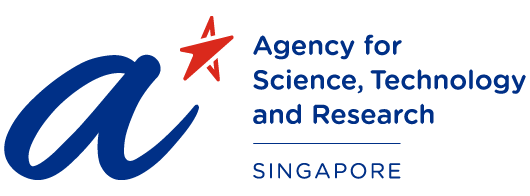 a
Agency for
Science, Technology
and Research
SINGAPORE